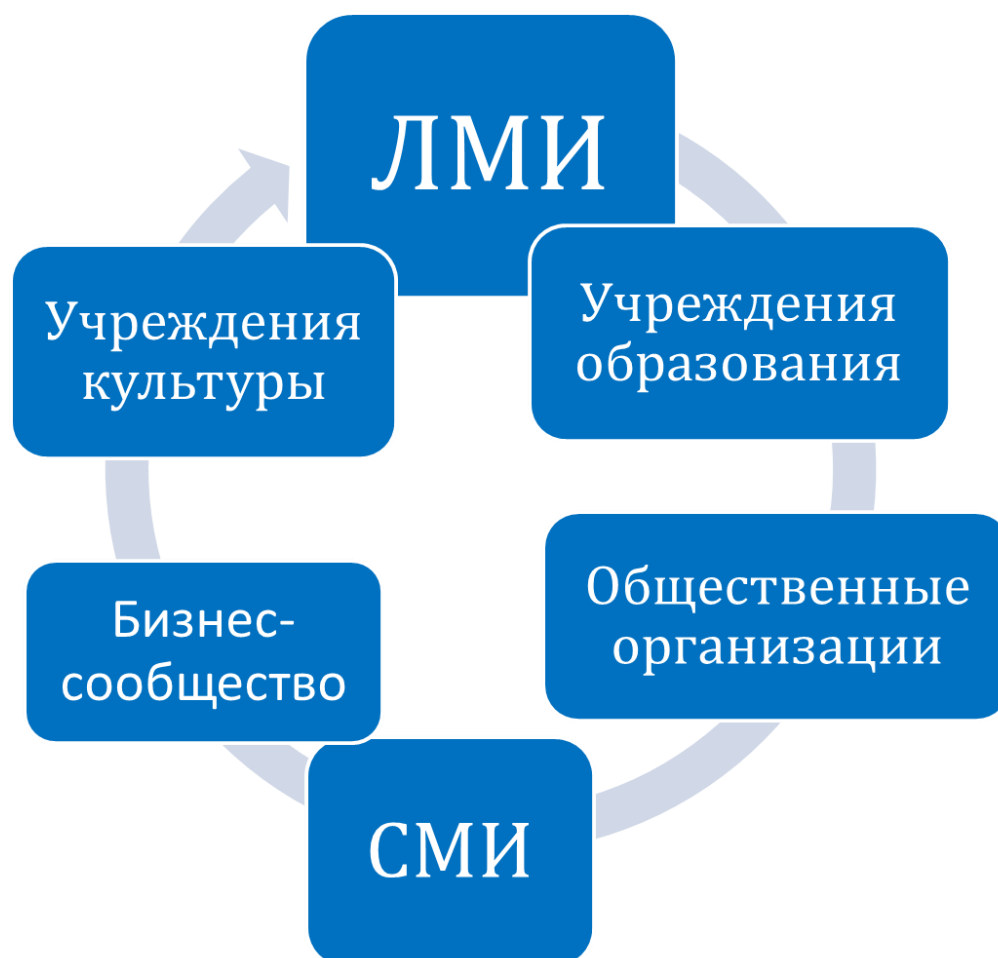 ЛМИ
Учреждения
образования
Общественные
организации
СМИ
Бизнес-
сообщество
Учреждения
культуры